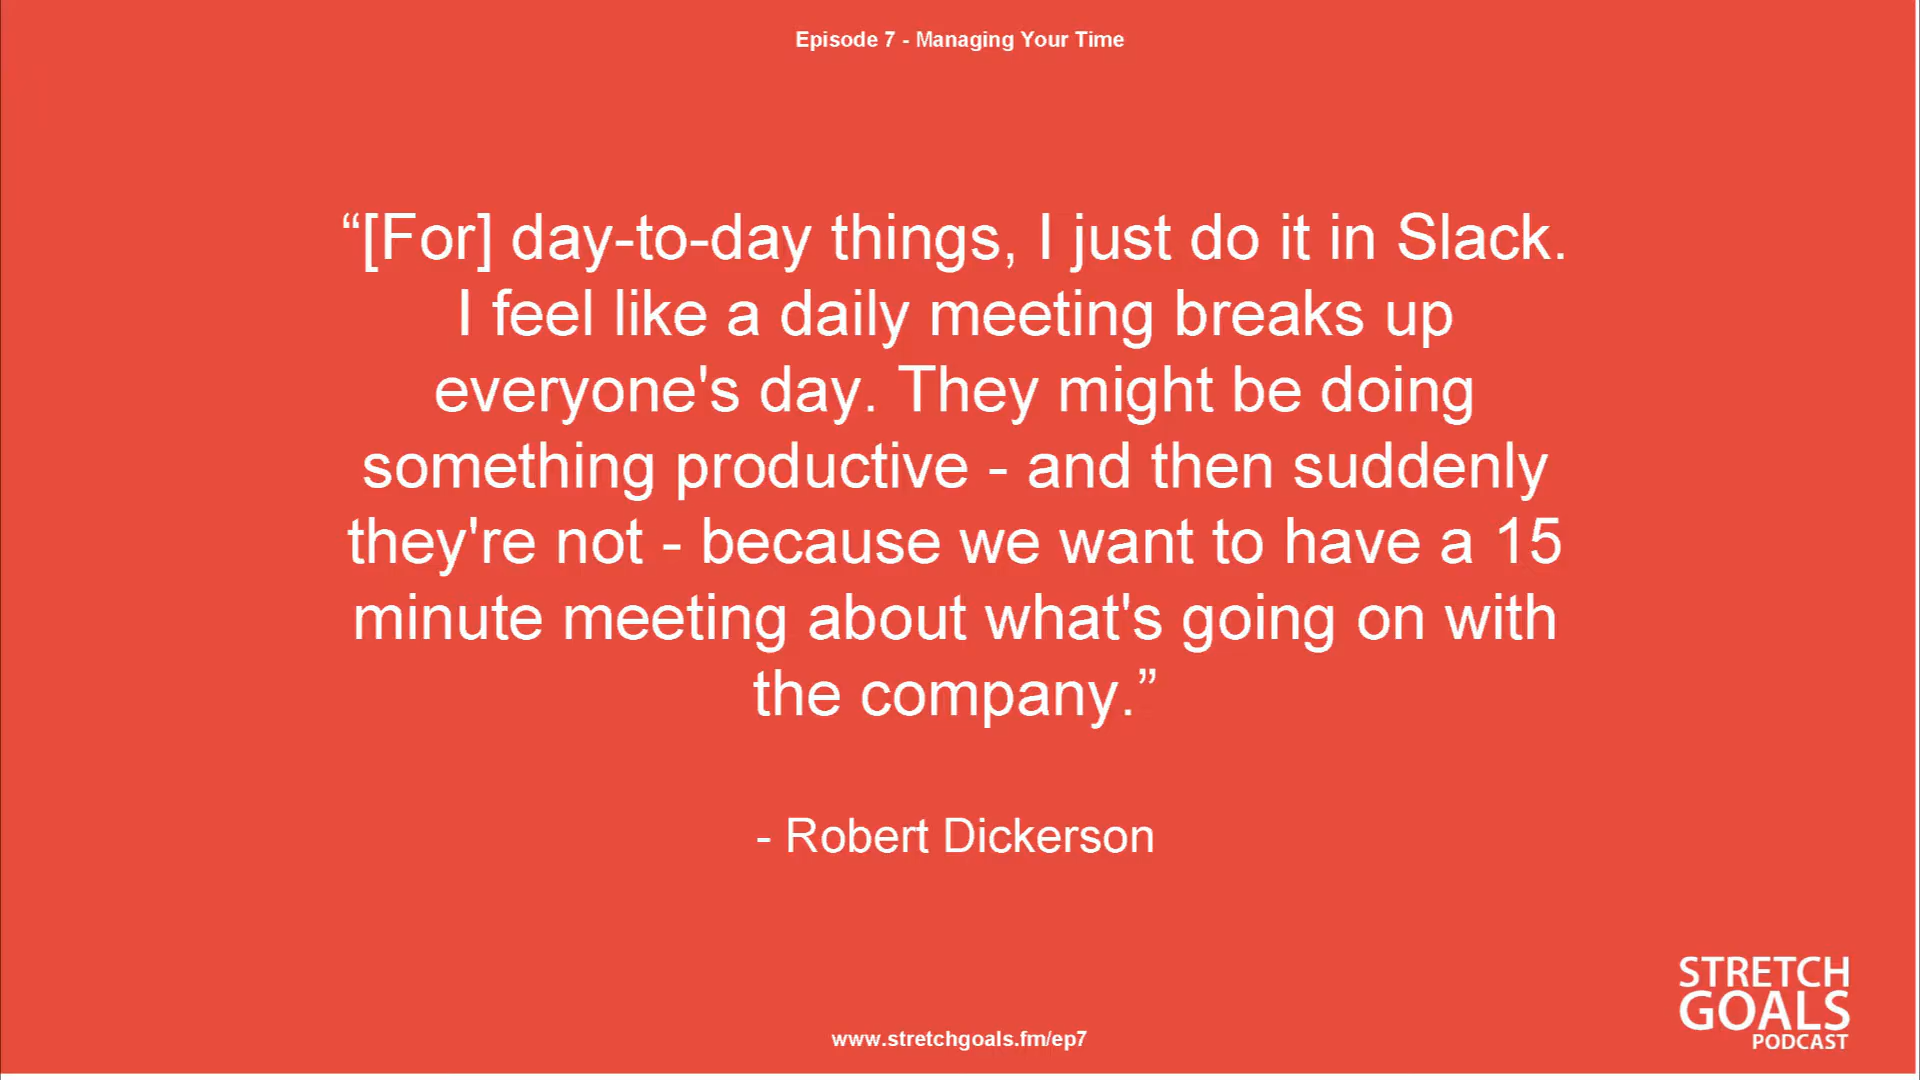 Episode 7 - Managing Your Time
“[For] day-to-day things, I just do it in Slack.
I feel like a daily meeting breaks up
everyone's day. They might be doing
something productive - and then suddenly
they're not - because we want to have a 15
minute meeting about what's going on with
the company.”
- Robert Dickerson
STRETCH
GOALS
PODCAST
www.stretchgoals.fm/ep7